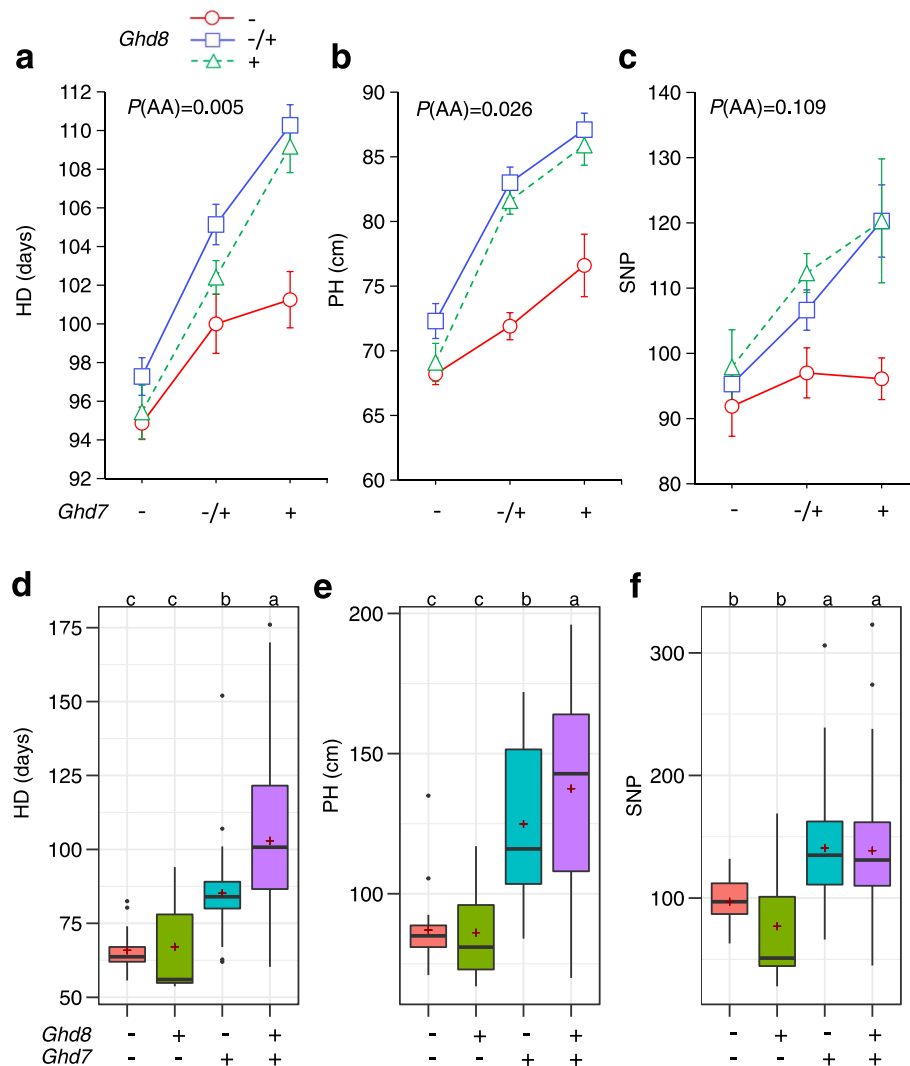 -
Ghd8 -/+
+
a b c
P(AA)=0.005 P(AA)=0.026 P(AA)=0.109
HD (days)
112
110
108
106
104
102
100
98
96
94
92
PH (cm)
90
85
80
75
70
65
60
SNP
140
130
120
110
100
90
80
Ghd7 - -/+ + - -/+ + - -/+ +
d e f
c c b a c c b a b b a a
HD (days)
175
150
125
100
75
50
PH (cm)
200
150
100
SNP
300
200
100
Ghd8 - + - + - + - + - + - +
Ghd7 - - + + - - + + - - + +